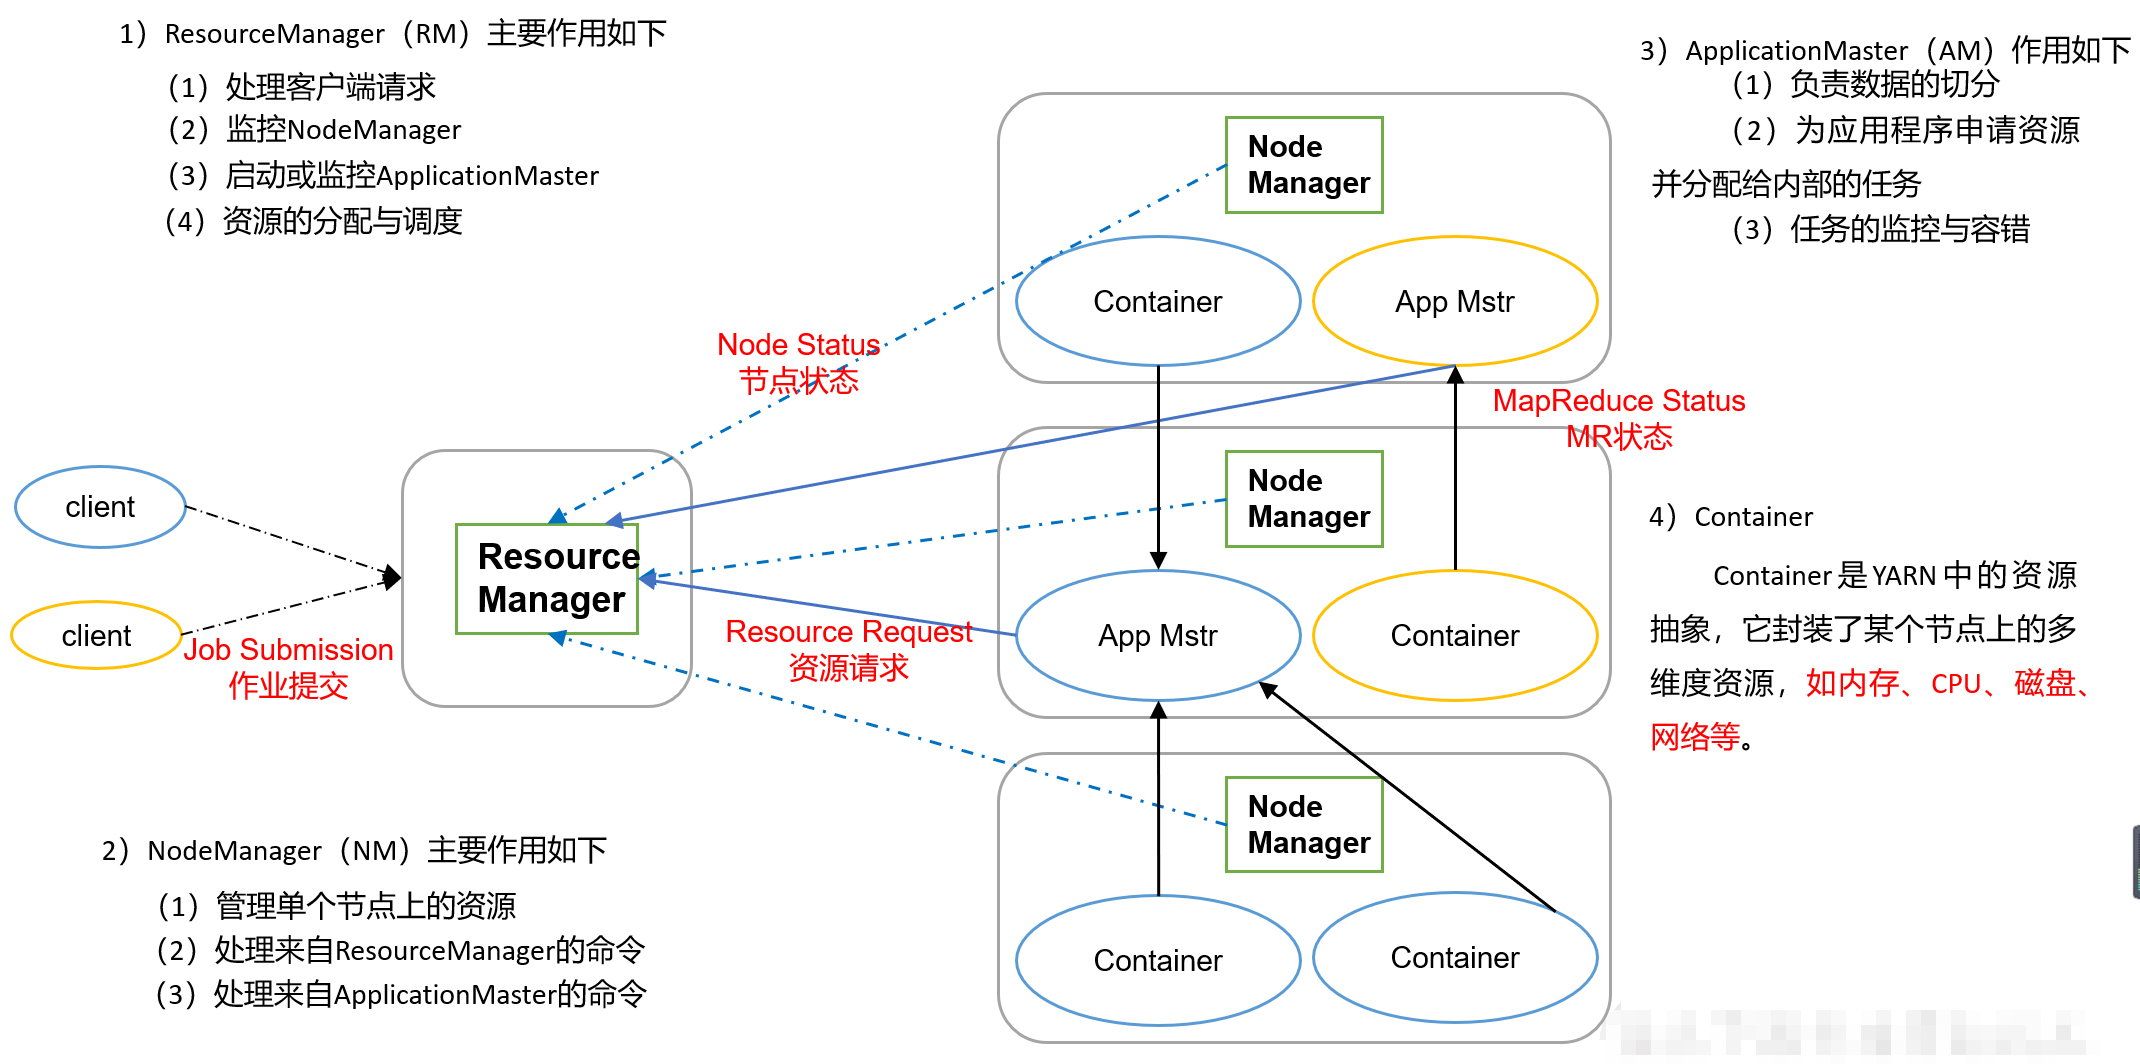 1）ResourceManager（RM）主要作用如下
（1）处理客户端请求
（2）监控NodeManager
（3）启动或监控ApplicationMaster
（4）资源的分配与调度
3）ApplicationMaster（AM）作用如下
（1）负责数据的切分
（2）为应用程序申请资源
并分配给内部的任务
（3）任务的监控与容错
Node
Manager
Container
App Mstr
Node Status
节点状态
MapReduce Status
MR状态
client
client
Job Submission
作业提交
Resource
Manager
Resource Request
资源请求
Node
Manager
App Mstr
Container
4）Container
Container是YARN中的资源
抽象，它封装了某个节点上的多
维度资源，如内存、CPU、磁盘、
网络等。
Node
Manager
Container
Container
2）NodeManager（NM）主要作用如下
（1）管理单个节点上的资源
（2）处理来自ResourceManager的命令
（3）处理来自ApplicationMaster的命令